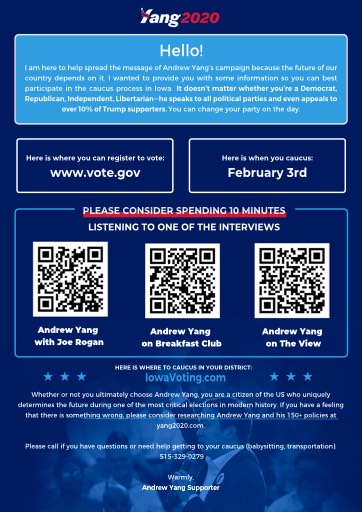 Yang2020
Hello!
I am here to help spread the message of Andrew Yang's campaign because the future of our
country depends on it. I wanted to provide you with some information so you can best
participate in the caucus process in Iowa. It doesn't matter whether you're a Democrat,
Republican, Independent, Libertarian--he speaks to all political parties and even appeals to
over 10% of Trump supporters. You can change your party on the day.
Here is where you can register to vote:
www.vote.gov
Here is when you caucus:
February 3rd
PLEASE CONSIDER SPENDING 10 MINUTES
LISTENING TO ONE OF THE INTERVIEWS
Andrew Yang
with Joe Rogan
Andrew Yang
on Breakfast Club
Andrew Yang
on The View
HERE IS WHERE TO CAUCUS IN YOUR DISTRICT:
IowaVoting.com
Whether or not you ultimately choose Andrew Yang, you are a citizen of the US who uniquely
determines the future during one of the most critical elections in modern history. If you have a feeling
that there is something wrong, please consider researching Andrew Yang and his 150+ policies at
yang2020.com.
Please call if you have questions or need help getting to your caucus (babysitting, transportation)
515-329-0279
Warmly,
Andrew Yang Supporter